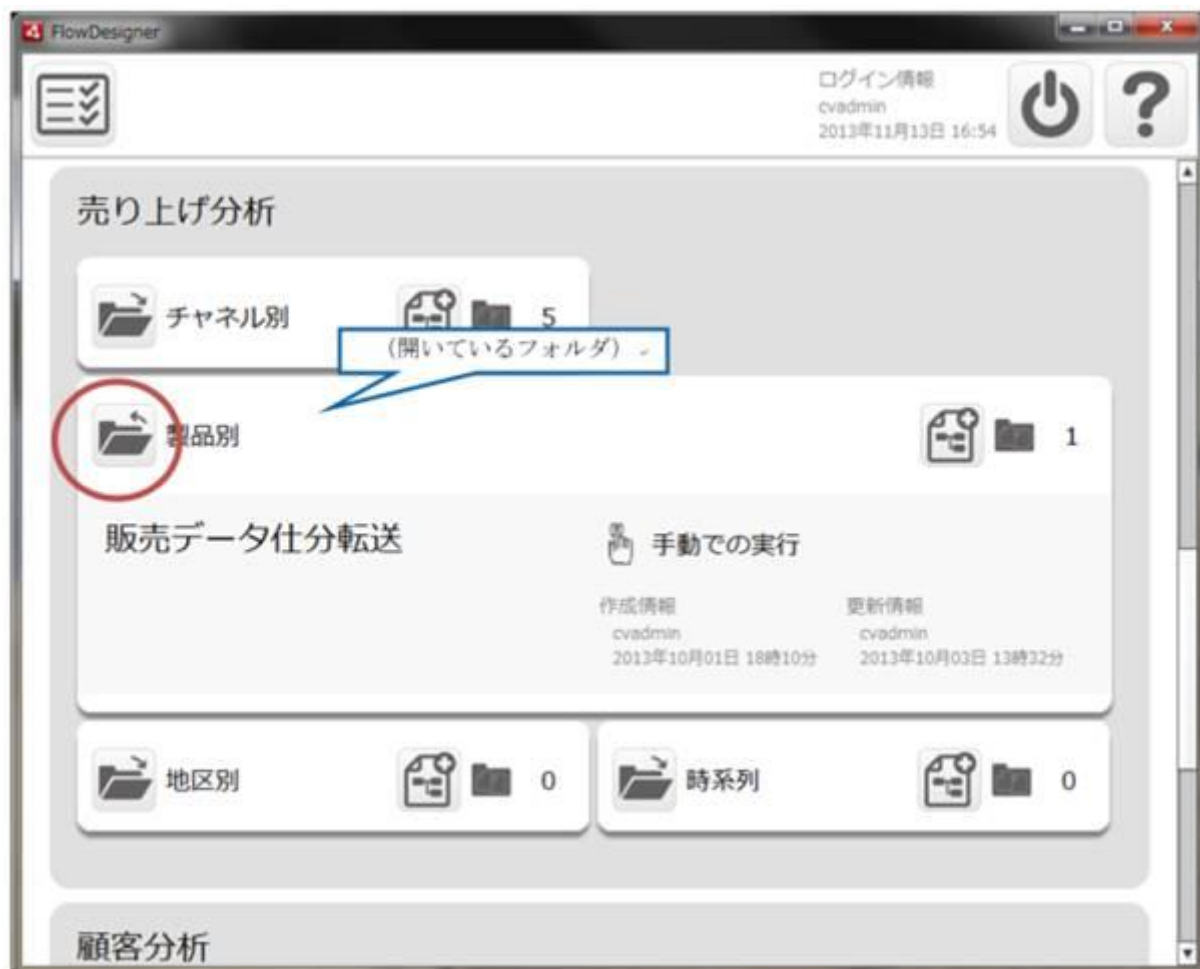 FlowDesigner
ログイン情報
cvadmin
2013年11月13日 16:54
売り上げ分析
チャネル別 5
（開いているフォルダ）
製品別 1
販売データ仕分転送
手動での実行
作成情報 更新情報
cvadmin cvadmin
2013年10月01日 18時10分 2013年10月03日 13時32分
地区別 0 時系列 0
顧客分析